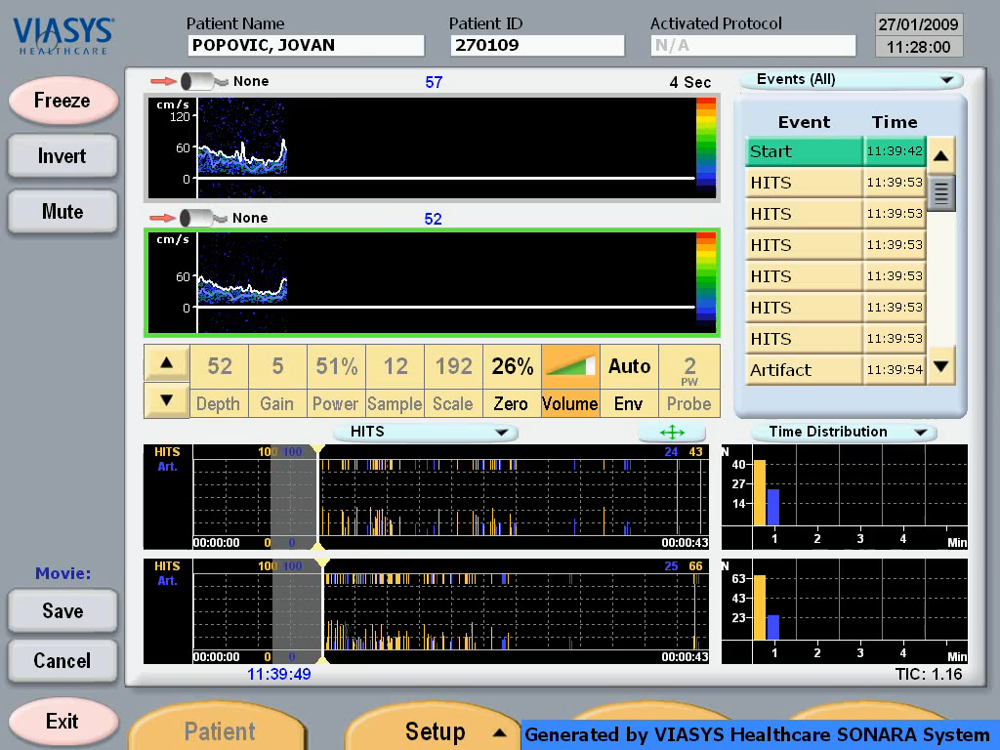 VIASYS
HEALTHCARE
Patient Name
POPOVIC, JOVAN
Patient ID
270109
Activated Protocol
N/A
27/01/2009
11:28:00
Freeze
Invert
Mute
None
57
4 Sec
cm/s
120
60
0
None
52
cm/s
60
0
Events (All)
Event Time
Start 11:39:42
HITS 11:39:53
HITS 11:39:53
HITS 11:39:53
HITS 11:39:53
HITS 11:39:53
HITS 11:39:53
Artifact 11:39:54
52 5 51% 12 192 26% Auto 2
PW
Depth Gain Power Sample Scale Zero Volume Env Probe
HITS
Time Distribution
HITS 100 100 24 43
Art.
00:00:00 0 0 00:00:43
N
40
27
14
1 2 3 4 Min
HITS 100 100 25 66
Art.
00:00:00 0 0 00:00:43
N
63
43
23
1 2 3 4 Min
11:39:49
TIC: 1.16
Movie:
Save
Cancel
Exit
Patient
Setup
Generated by VIASYS Healthcare SONARA System